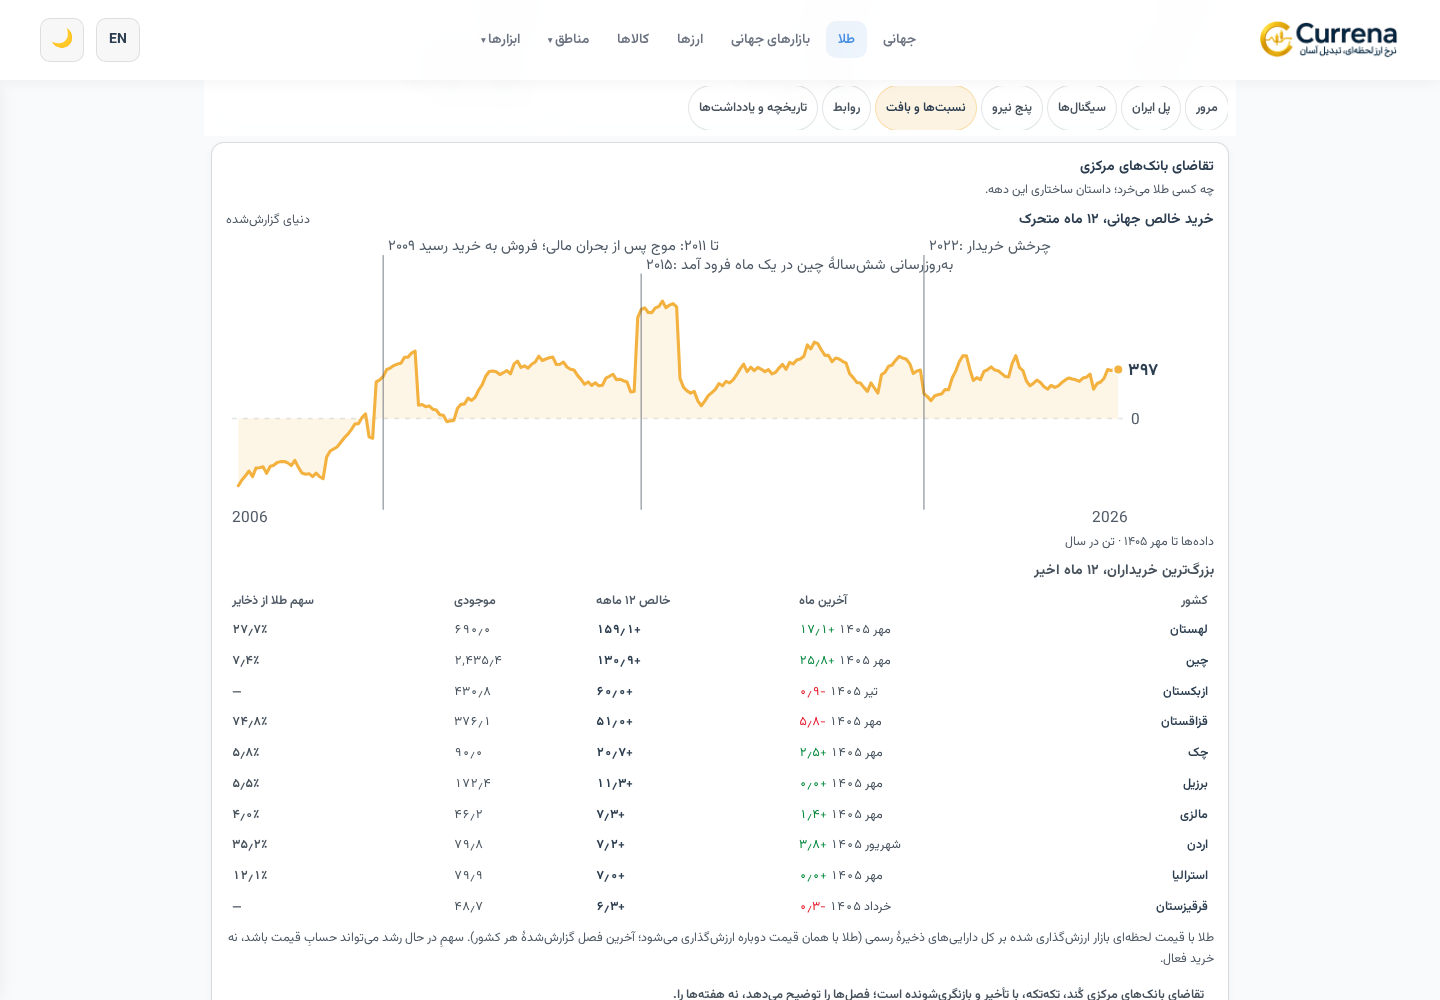 Currena
نرخ ارز لحظه‌ای، تبدیل آسان
جهانی
طلا
بازارهای جهانی
ارزها
کالاها
مناطق ▾
ابزارها ▾
EN
مرور
پل ایران
سیگنال‌ها
پنج نیرو
نسبت‌ها و بافت
روابط
تاریخچه و یادداشت‌ها
تقاضای بانک‌های مرکزی
چه کسی طلا می‌خرد؛ داستان ساختاری این دهه.
خرید خالص جهانی، ۱۲ ماه متحرک
دنیای گزارش‌شده
چرخش خریدار :۲۰۲۲
تا ۲۰۱۱: موج پس از بحران مالی؛ فروش به خرید رسید ۲۰۰۹
به‌روزرسانی شش‌سالهٔ چین در یک ماه فرود آمد :۲۰۱۵
۳۹۷
0
2006
2026
داده‌ها تا مهر ۱۴۰۵ · تن در سال
بزرگ‌ترین خریداران، ۱۲ ماه اخیر
کشور آخرین ماه خالص ۱۲ ماهه موجودی سهم طلا از ذخایر
لهستان مهر ۱۴۰۵ +۱۷٫۱ +۱۵۹٫۱ ۶۹۰٫۰ ۲۷٫۷٪
چین مهر ۱۴۰۵ +۲۵٫۸ +۱۳۰٫۹ ۲,۴۳۵٫۴ ۷٫۴٪
ازبکستان تیر ۱۴۰۵ -۰٫۹ +۶۰٫۰ ۴۳۰٫۸ —
قزاقستان مهر ۱۴۰۵ -۵٫۸ +۵۱٫۰ ۳۷۶٫۱ ۷۴٫۸٪
چک مهر ۱۴۰۵ +۲٫۵ +۲۰٫۷ ۹۰٫۰ ۵٫۸٪
برزیل مهر ۱۴۰۵ +۰٫۰ +۱۱٫۳ ۱۷۲٫۴ ۵٫۵٪
مالزی مهر ۱۴۰۵ +۱٫۴ +۷٫۳ ۴۶٫۲ ۴٫۰٪
اردن شهریور ۱۴۰۵ +۳٫۸ +۷٫۲ ۷۹٫۸ ۳۵٫۲٪
استرالیا مهر ۱۴۰۵ +۰٫۰ +۷٫۰ ۷۹٫۹ ۱۲٫۱٪
قرقیزستان خرداد ۱۴۰۵ -۰٫۳ +۶٫۳ ۴۸٫۷ —
طلا با قیمت لحظه‌ای بازار ارزش‌گذاری شده بر کل دارایی‌های ذخیرهٔ رسمی (طلا با همان قیمت دوباره ارزش‌گذاری می‌شود؛ آخرین فصل گزارش‌شدهٔ هر کشور). سهمِ در حال رشد می‌تواند حسابِ قیمت باشد، نه
خرید فعال.
تقاضای بانک‌های مرکزی کُند، تکه‌تکه، با تأخیر و بازنگری‌شونده است؛ فصل‌ها را توضیح می‌دهد، نه هفته‌ها را.